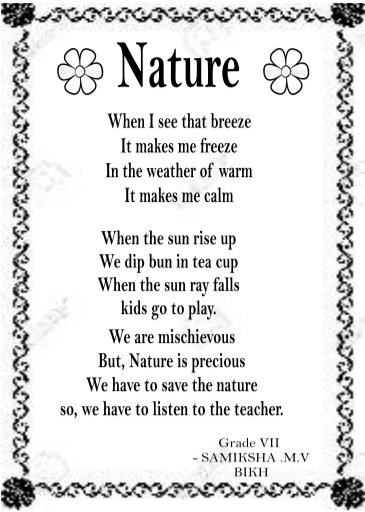 Nature
When I see that breeze
It makes me freeze
In the weather of warm
It makes me calm
When the sun rise up
We dip bun in tea cup
When the sun ray falls
kids go to play.
We are mischievous
But, Nature is precious
We have to save the nature
so, we have to listen to the teacher.
Grade VII
- SAMIKSHA .M.V
BIKH